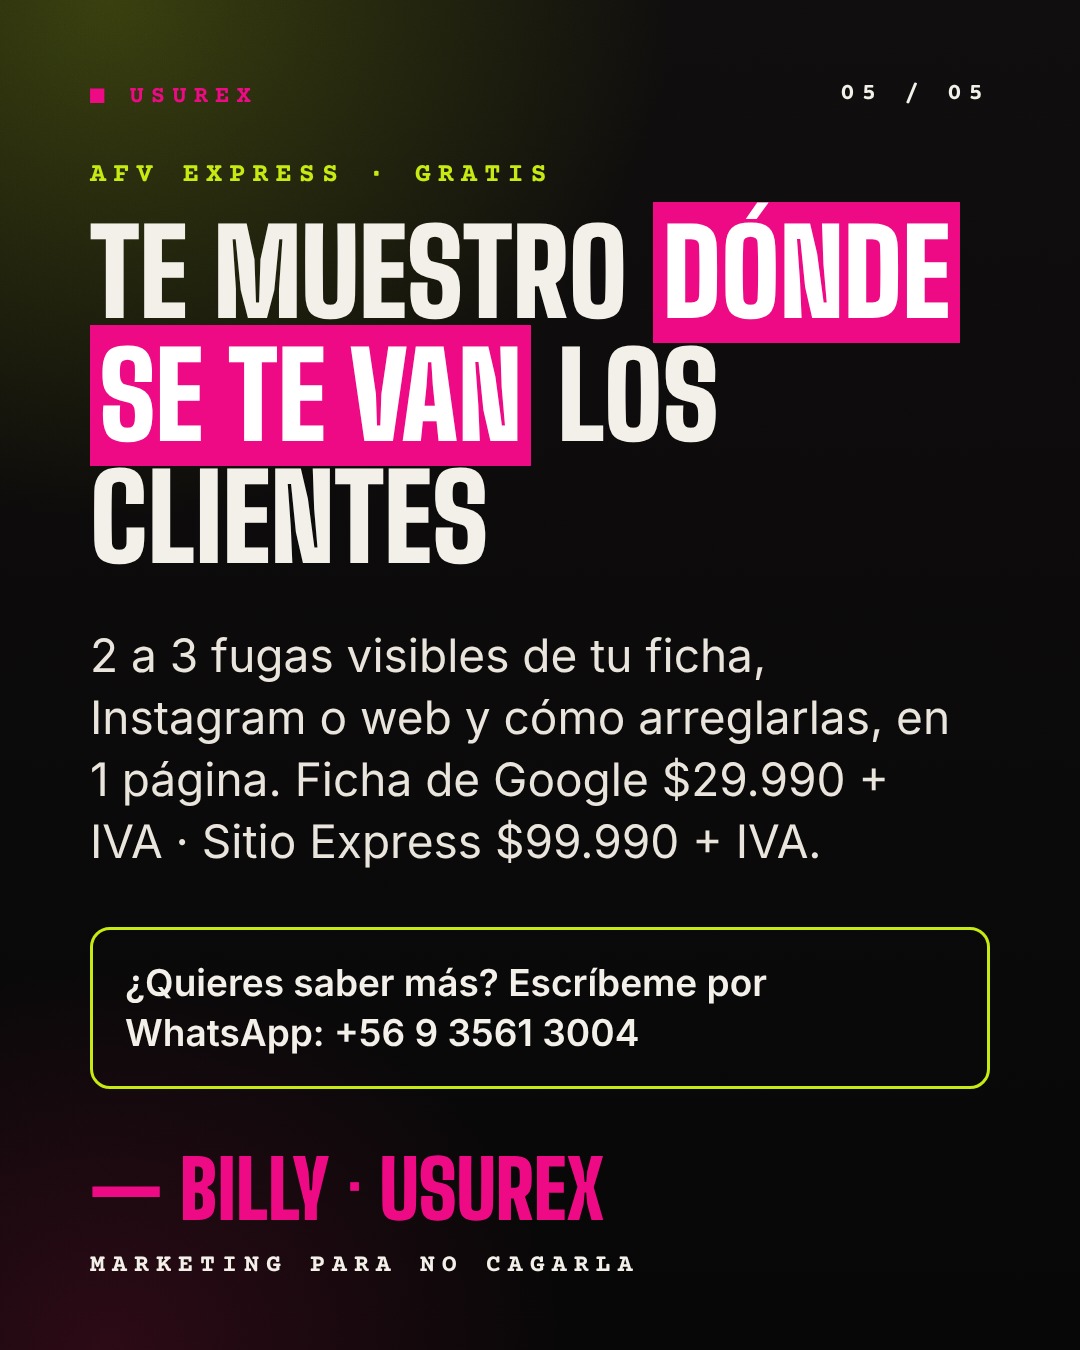 ■ USUREX
05 / 05
AFV EXPRESS · GRATIS
TE MUESTRO DÓNDE
SE TE VAN LOS
CLIENTES
2 a 3 fugas visibles de tu ficha,
Instagram o web y cómo arreglarlas, en
1 página. Ficha de Google $29.990 +
IVA · Sitio Express $99.990 + IVA.
¿Quieres saber más? Escríbeme por
WhatsApp: +56 9 3561 3004
— BILLY · USUREX
MARKETING PARA NO CAGARLA